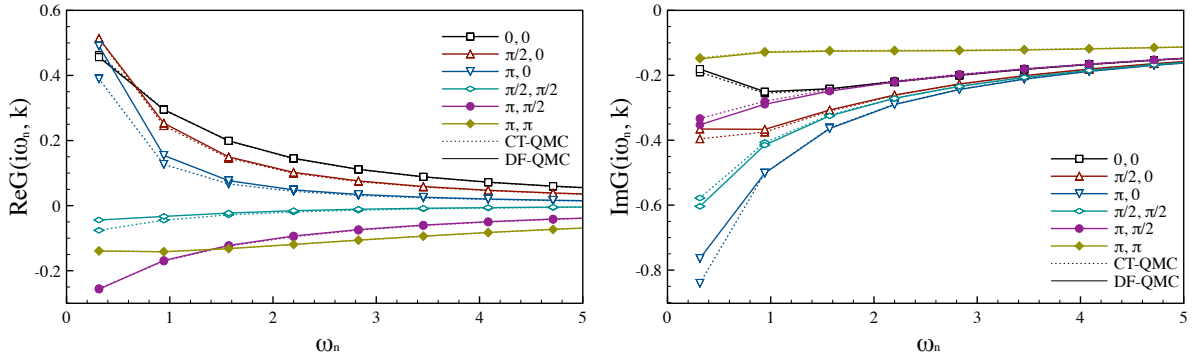 ReG(iωn, k)
0.6
0.4
0.2
0
-0.2
0
1
2
3
4
5
ωn
0, 0
π/2, 0
π, 0
π/2, π/2
π, π/2
π, π
CT-QMC
DF-QMC
ImG(iωn, k)
0
-0.2
-0.4
-0.6
-0.8
0
1
2
3
4
5
ωn
0, 0
π/2, 0
π, 0
π/2, π/2
π, π/2
π, π
CT-QMC
DF-QMC